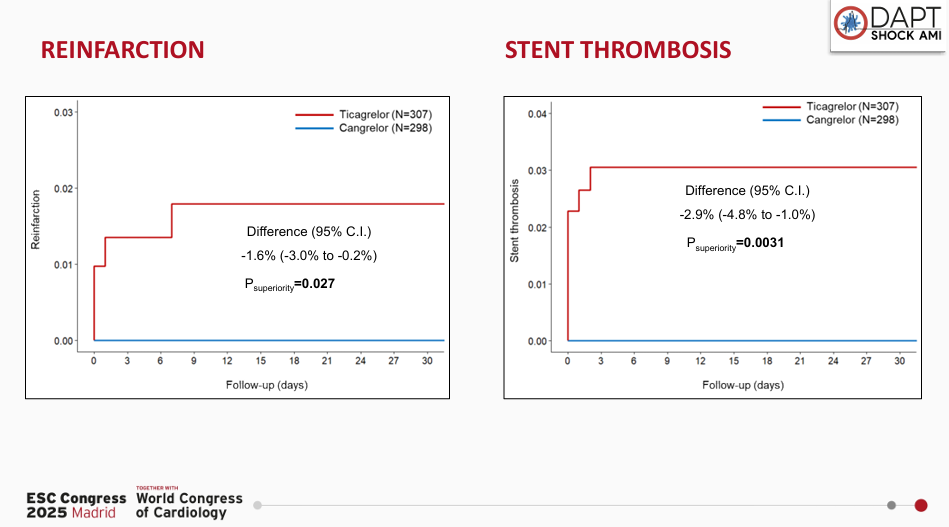 DAPT
SHOCK AMI
REINFARCTION
STENT THROMBOSIS
Ticagrelor (N=307)
Cangrelor (N=298)
0.03
0.02
0.01
0.00
Reinfarction
Difference (95% C.I.)
-1.6% (-3.0% to -0.2%)
Psuperiority=0.027
0 3 6 9 12 15 18 21 24 27 30
Follow-up (days)
Ticagrelor (N=307)
Cangrelor (N=298)
0.04
0.03
0.02
0.01
0.00
Stent thrombosis
Difference (95% C.I.)
-2.9% (-4.8% to -1.0%)
Psuperiority=0.0031
0 3 6 9 12 15 18 21 24 27 30
Follow-up (days)
ESC Congress
2025 Madrid
TOGETHER WITH
World Congress
of Cardiology